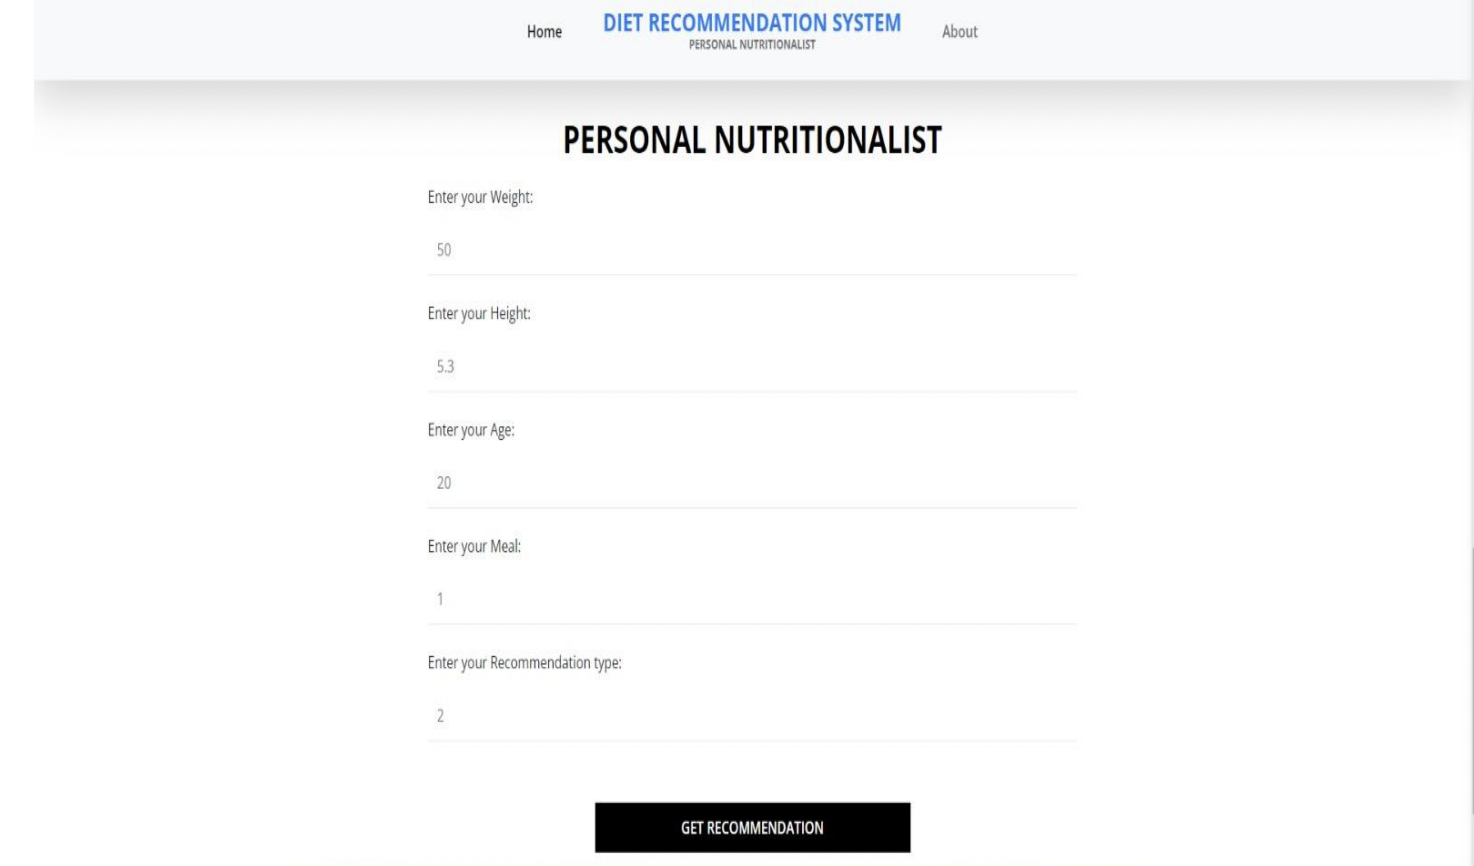 Home
DIET RECOMMENDATION SYSTEM
PERSONAL NUTRITIONALIST
About
PERSONAL NUTRITIONALIST
Enter your Weight:
50
Enter your Height:
5.3
Enter your Age:
20
Enter your Meal:
1
Enter your Recommendation type:
2
GET RECOMMENDATION